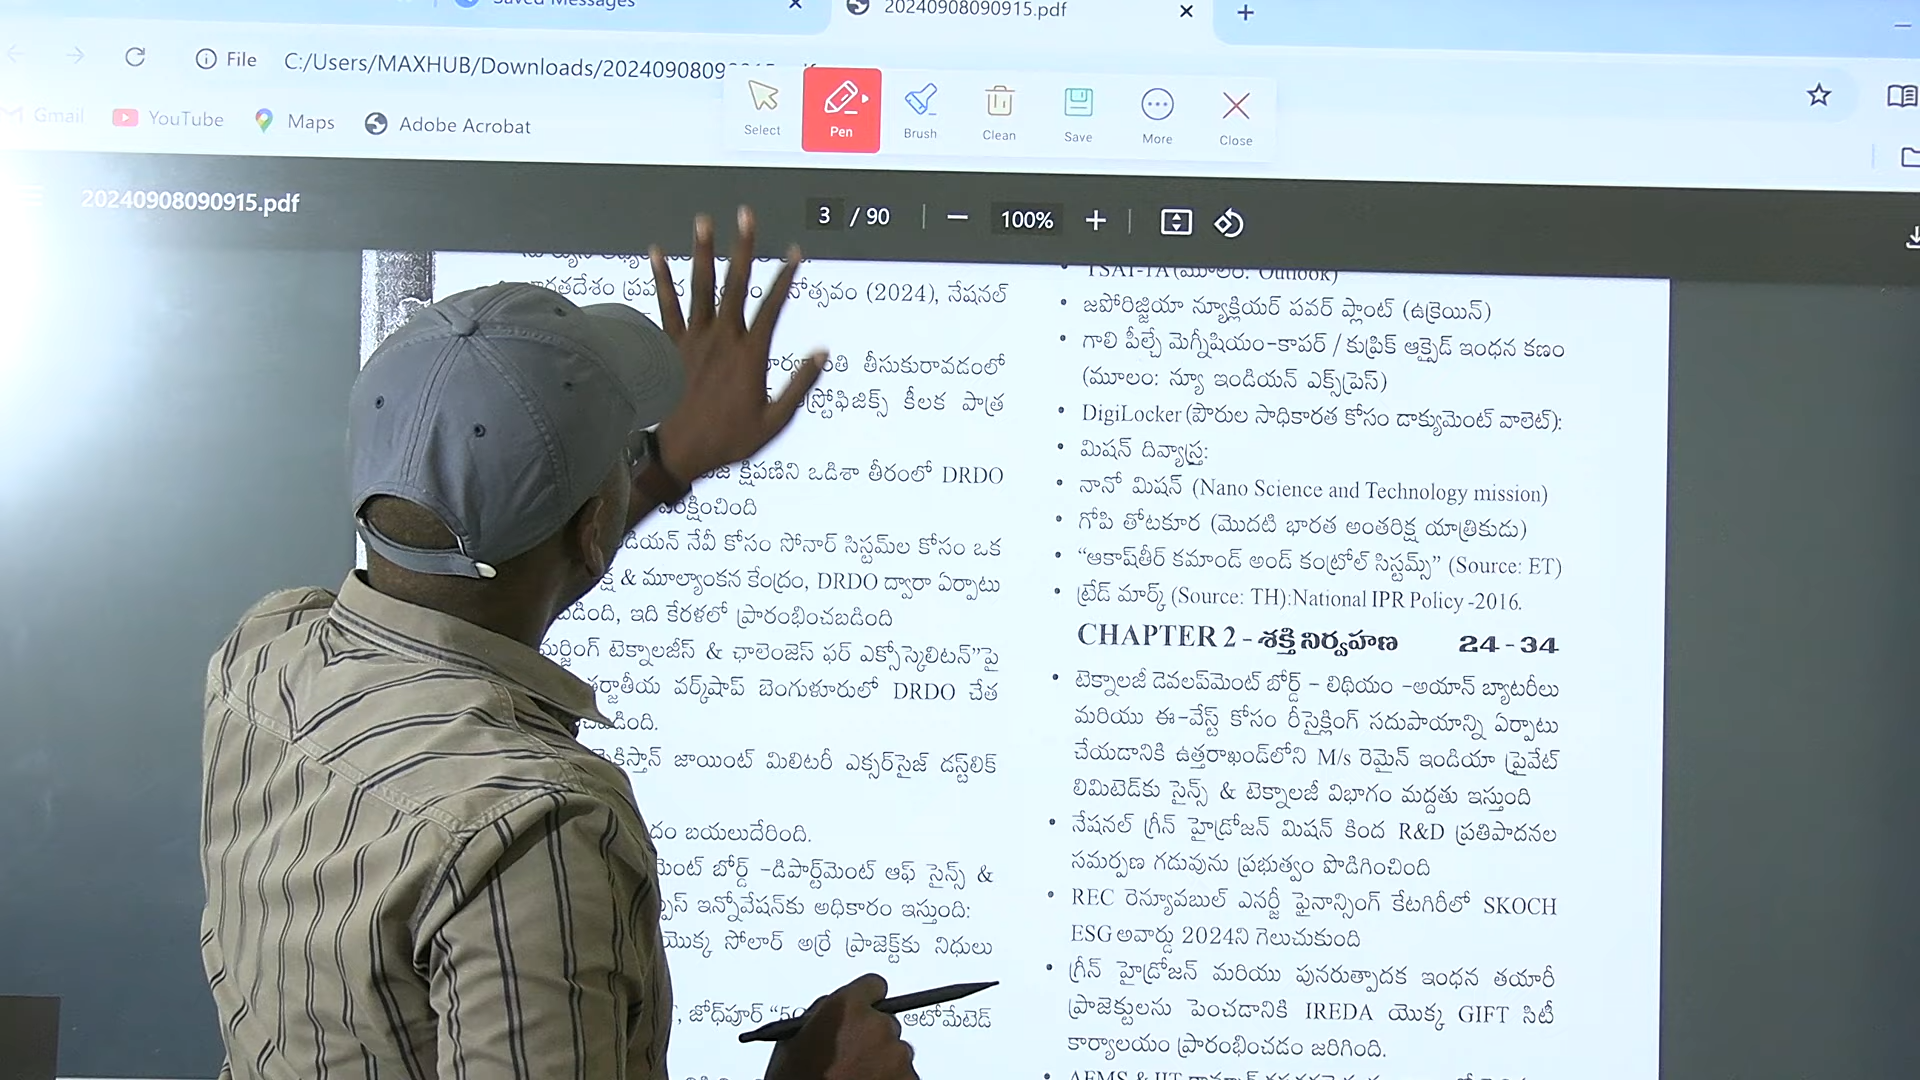 Saved Messages
20240908090915.pdf
File C:/Users/MAXHUB/Downloads/2024090809
Gmail YouTube Maps Adobe Acrobat
Select Pen Brush Clean Save More Close
20240908090915.pdf 3 / 90 100%
(2024), నేషనల్
తీసుకురావడంలో
కీలక పాత్ర
క్షిపణిని ఒడిశా తీరంలో DRDO
నేవీ కోసం సోనార్ సిస్టమ్‌ల కోసం ఒక
& మూల్యాంకన కేంద్రం, DRDO ద్వారా ఏర్పాటు
ఇది కేరళలో ప్రారంభించబడింది
టెక్నాలజీస్ & ఛాలెంజెస్ ఫర్ ఎక్సోస్కెలిటన్”పై
వర్క్‌షాప్ బెంగుళూరులో DRDO చేత
జాయింట్ మిలిటరీ ఎక్సర్‌సైజ్ డస్ట్‌లిక్
బయలుదేరింది.
బోర్డ్ -డిపార్ట్‌మెంట్ ఆఫ్ సైన్స్ &
ఇన్నోవేషన్‌కు అధికారం ఇస్తుంది:
యొక్క సోలార్ అర్రే ప్రాజెక్ట్‌కు నిధులు
జోధ్‌పూర్ ఆటోమేటెడ్
TSAT-1A (మూలం: Outlook)
• జపోరిజ్జియా న్యూక్లియర్ పవర్ ప్లాంట్ (ఉక్రెయిన్)
• గాలి పీల్చే మెగ్నీషియం-కాపర్ / కుప్రిక్ ఆక్సైడ్ ఇంధన కణం
(మూలం: న్యూ ఇండియన్ ఎక్స్‌ప్రెస్)
• DigiLocker (పౌరుల సాధికారత కోసం డాక్యుమెంట్ వాలెట్):
• మిషన్ దివ్యాస్త్ర:
• నానో మిషన్ (Nano Science and Technology mission)
• గోపి తోటకూర (మొదటి భారత అంతరిక్ష యాత్రికుడు)
• “ఆకాష్‌తీర్ కమాండ్ అండ్ కంట్రోల్ సిస్టమ్స్” (Source: ET)
• ట్రేడ్ మార్క్ (Source: TH):National IPR Policy -2016.
CHAPTER 2 - శక్తి నిర్వహణ 24 - 34
• టెక్నాలజీ డెవలప్‌మెంట్ బోర్డ్ - లిథియం -అయాన్ బ్యాటరీలు
మరియు ఈ-వేస్ట్ కోసం రీసైక్లింగ్ సదుపాయాన్ని ఏర్పాటు
చేయడానికి ఉత్తరాఖండ్‌లోని M/s రెమైన్ ఇండియా ప్రైవేట్
లిమిటెడ్‌కు సైన్స్ & టెక్నాలజీ విభాగం మద్దతు ఇస్తుంది
• నేషనల్ గ్రీన్ హైడ్రోజన్ మిషన్ కింద R&D ప్రతిపాదనల
సమర్పణ గడువును ప్రభుత్వం పొడిగించింది
• REC రెన్యూవబుల్ ఎనర్జీ ఫైనాన్సింగ్ కేటగిరీలో SKOCH
ESG అవార్డు 2024ని గెలుచుకుంది
• గ్రీన్ హైడ్రోజన్ మరియు పునరుత్పాదక ఇంధన తయారీ
ప్రాజెక్టులను పెంచడానికి IREDA యొక్క GIFT సిటీ
కార్యాలయం ప్రారంభించడం జరిగింది.